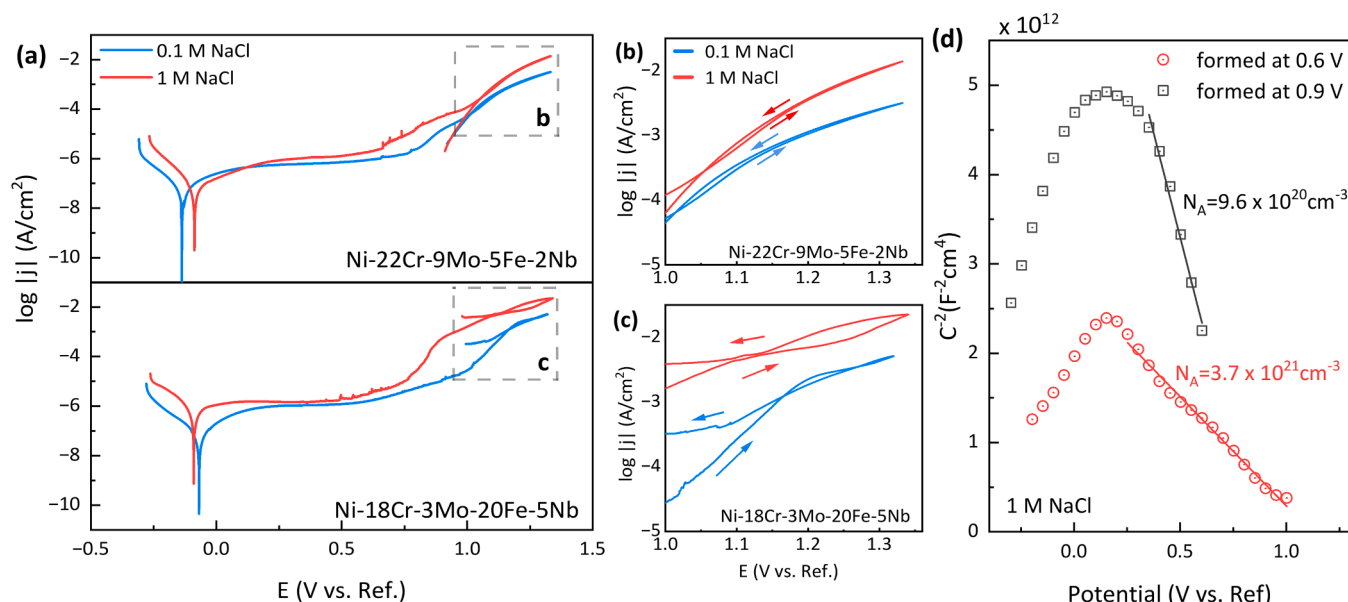 (a)
0.1 M NaCl
1 M NaCl
−2
−4
−6
−8
−10
b
Ni-22Cr-9Mo-5Fe-2Nb
log |j| (A/cm²)
−2
−4
−6
−8
−10
c
Ni-18Cr-3Mo-20Fe-5Nb
−0.5
0.0
0.5
1.0
1.5
E (V vs. Ref.)
(b)
0.1 M NaCl
1 M NaCl
log |j| (A/cm²)
−2
−3
−4
−5
Ni-22Cr-9Mo-5Fe-2Nb
1.0
1.1
1.2
1.3
(c)
log |j| (A/cm²)
−1
−2
−3
−4
−5
Ni-18Cr-3Mo-20Fe-5Nb
1.0
1.1
1.2
1.3
E (V vs. Ref.)
(d)
x 10¹²
formed at 0.6 V
formed at 0.9 V
C⁻²(F⁻²cm⁴)
5
4
3
2
1
0
N_A=9.6 x 10²⁰cm⁻³
N_A=3.7 x 10²¹cm⁻³
1 M NaCl
0.0
0.5
1.0
Potential (V vs. Ref)